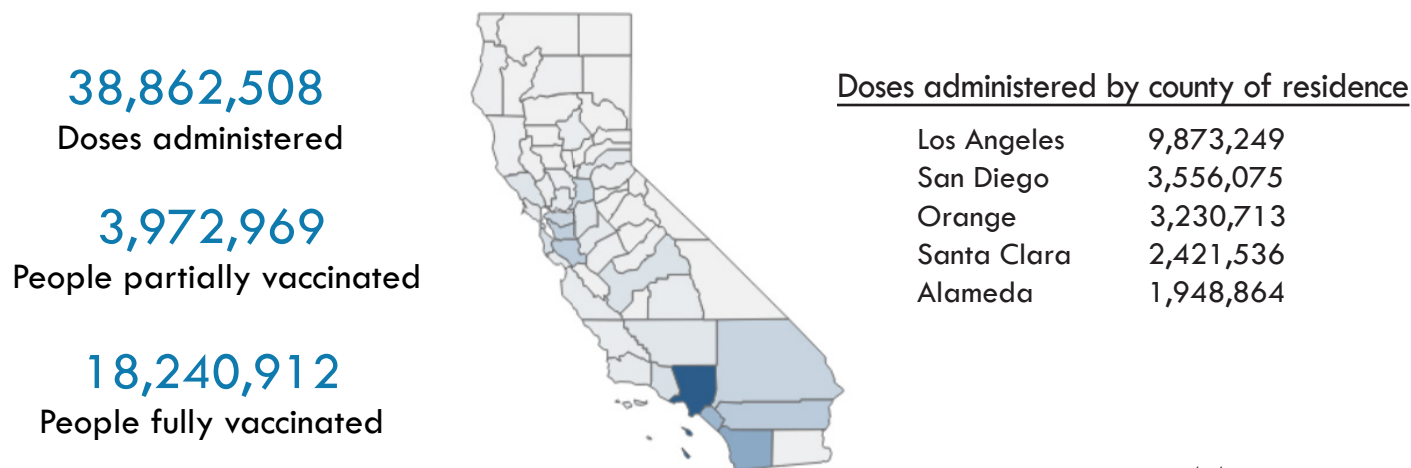 38,862,508
Doses administered
3,972,969
People partially vaccinated
18,240,912
People fully vaccinated
Doses administered by county of residence
Los Angeles 9,873,249
San Diego 3,556,075
Orange 3,230,713
Santa Clara 2,421,536
Alameda 1,948,864